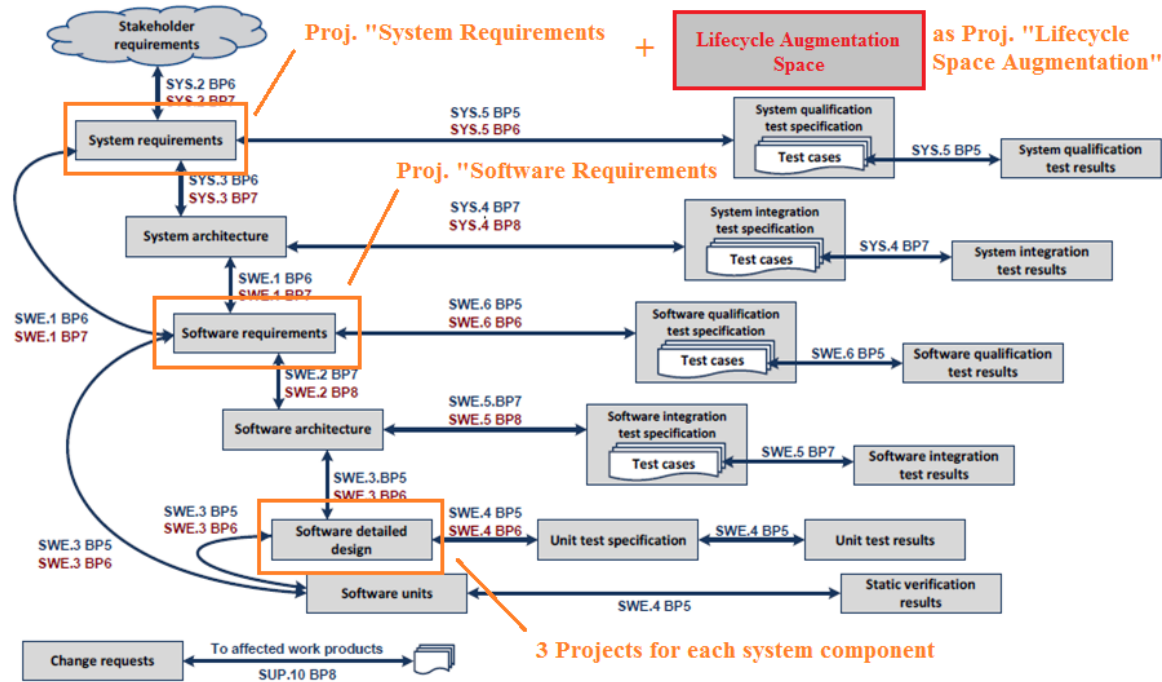 Stakeholder
requirements
Proj. "System Requirements
+
Lifecycle Augmentation
Space
as Proj. "Lifecycle
Space Augmentation"
SYS.2 BP6
SYS.2 BP7
System requirements
SYS.5 BP5
SYS.5 BP6
System qualification
test specification
Test cases
SYS.5 BP5
System qualification
test results
Proj. "Software Requirements
SYS.3 BP6
SYS.3 BP7
System architecture
SYS.4 BP7
SYS.4 BP8
System integration
test specification
Test cases
SYS.4 BP7
System integration
test results
SWE.1 BP6
SWE.1 BP7
SWE.1 BP6
SWE.1 BP7
Software requirements
SWE.6 BP5
SWE.6 BP6
Software qualification
test specification
Test cases
SWE.6 BP5
Software qualification
test results
SWE.2 BP7
SWE.2 BP8
Software architecture
SWE.5.BP7
SWE.5 BP8
Software integration
test specification
Test cases
SWE.5 BP7
Software integration
test results
SWE.3.BP5
SWE.3 BP6
SWE.3 BP5
SWE.3 BP6
SWE.3 BP5
SWE.3 BP6
Software detailed
design
SWE.4 BP5
SWE.4 BP6
Unit test specification
SWE.4 BP5
Unit test results
Software units
SWE.4 BP5
Static verification
results
3 Projects for each system component
Change requests
To affected work products
SUP.10 BP8